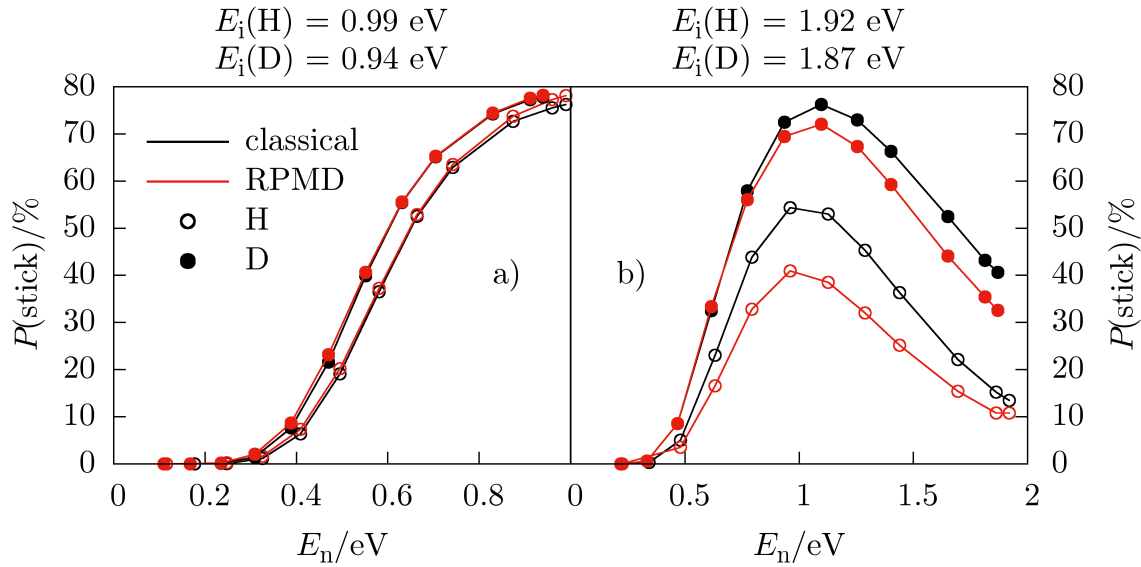 E_i(H) = 0.99 eV
E_i(D) = 0.94 eV
E_i(H) = 1.92 eV
E_i(D) = 1.87 eV
80
70
60
50
40
30
20
10
0
P(stick)/%
classical
RPMD
H
D
a)
b)
80
70
60
50
40
30
20
10
0
P(stick)/%
0 0.2 0.4 0.6 0.8 0 0.5 1 1.5 2
E_n/eV
E_n/eV